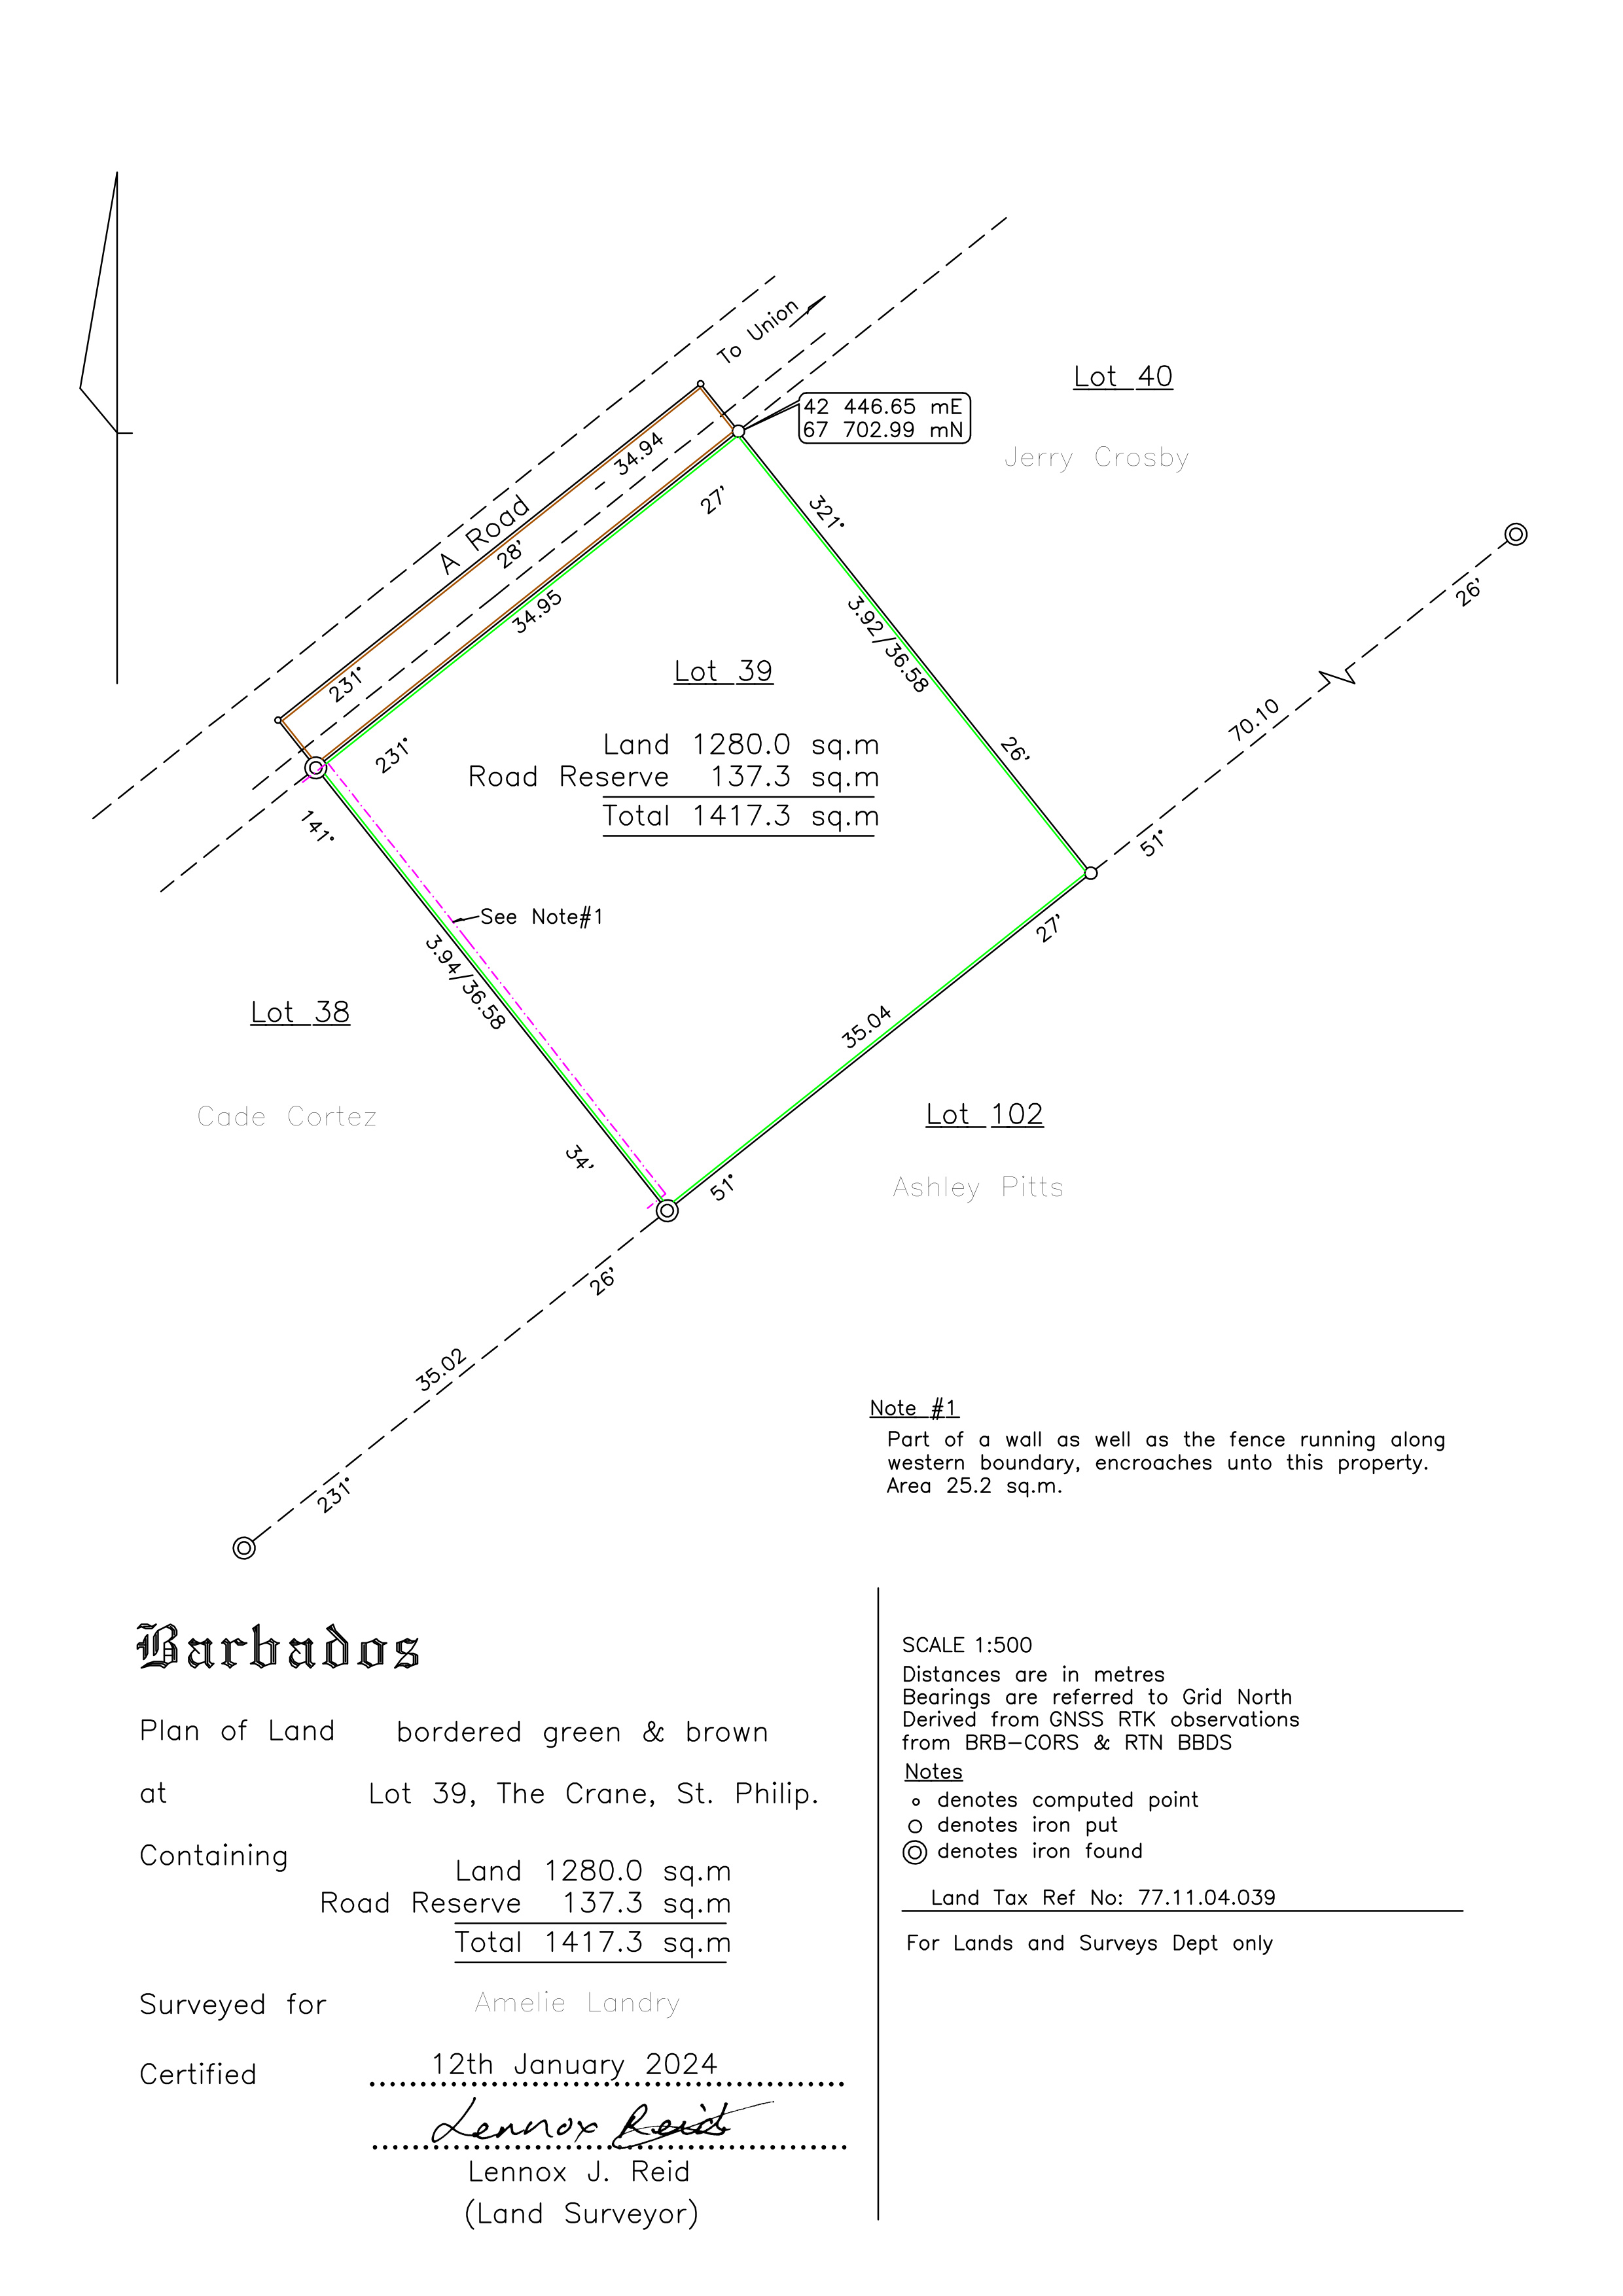 To Union
Lot 40
42 446.65 mE
67 702.99 mN
Jerry Crosby
34.94
A Road
27'
321°
28'
26'
34.95
3.92/36.58
Lot 39
231°
70.10
Land 1280.0 sq.m
231°
26'
Road Reserve 137.3 sq.m
Total 1417.3 sq.m
141°
51°
See Note#1
27'
3.94/36.58
Lot 38
35.04
Cade Cortez
Lot 102
34'
51°
Ashley Pitts
26'
35.02
231°
Note #1
Part of a wall as well as the fence running along
western boundary, encroaches unto this property.
Area 25.2 sq.m.
Barbados
Plan of Land bordered green & brown
at Lot 39, The Crane, St. Philip.
Containing
Land 1280.0 sq.m
Road Reserve 137.3 sq.m
Total 1417.3 sq.m
Surveyed for Amelie Landry
Certified 12th January 2024
Lennox Reid
Lennox J. Reid
(Land Surveyor)
SCALE 1:500
Distances are in metres
Bearings are referred to Grid North
Derived from GNSS RTK observations
from BRB-CORS & RTN BBDS
Notes
denotes computed point
denotes iron put
denotes iron found
Land Tax Ref No: 77.11.04.039
For Lands and Surveys Dept only